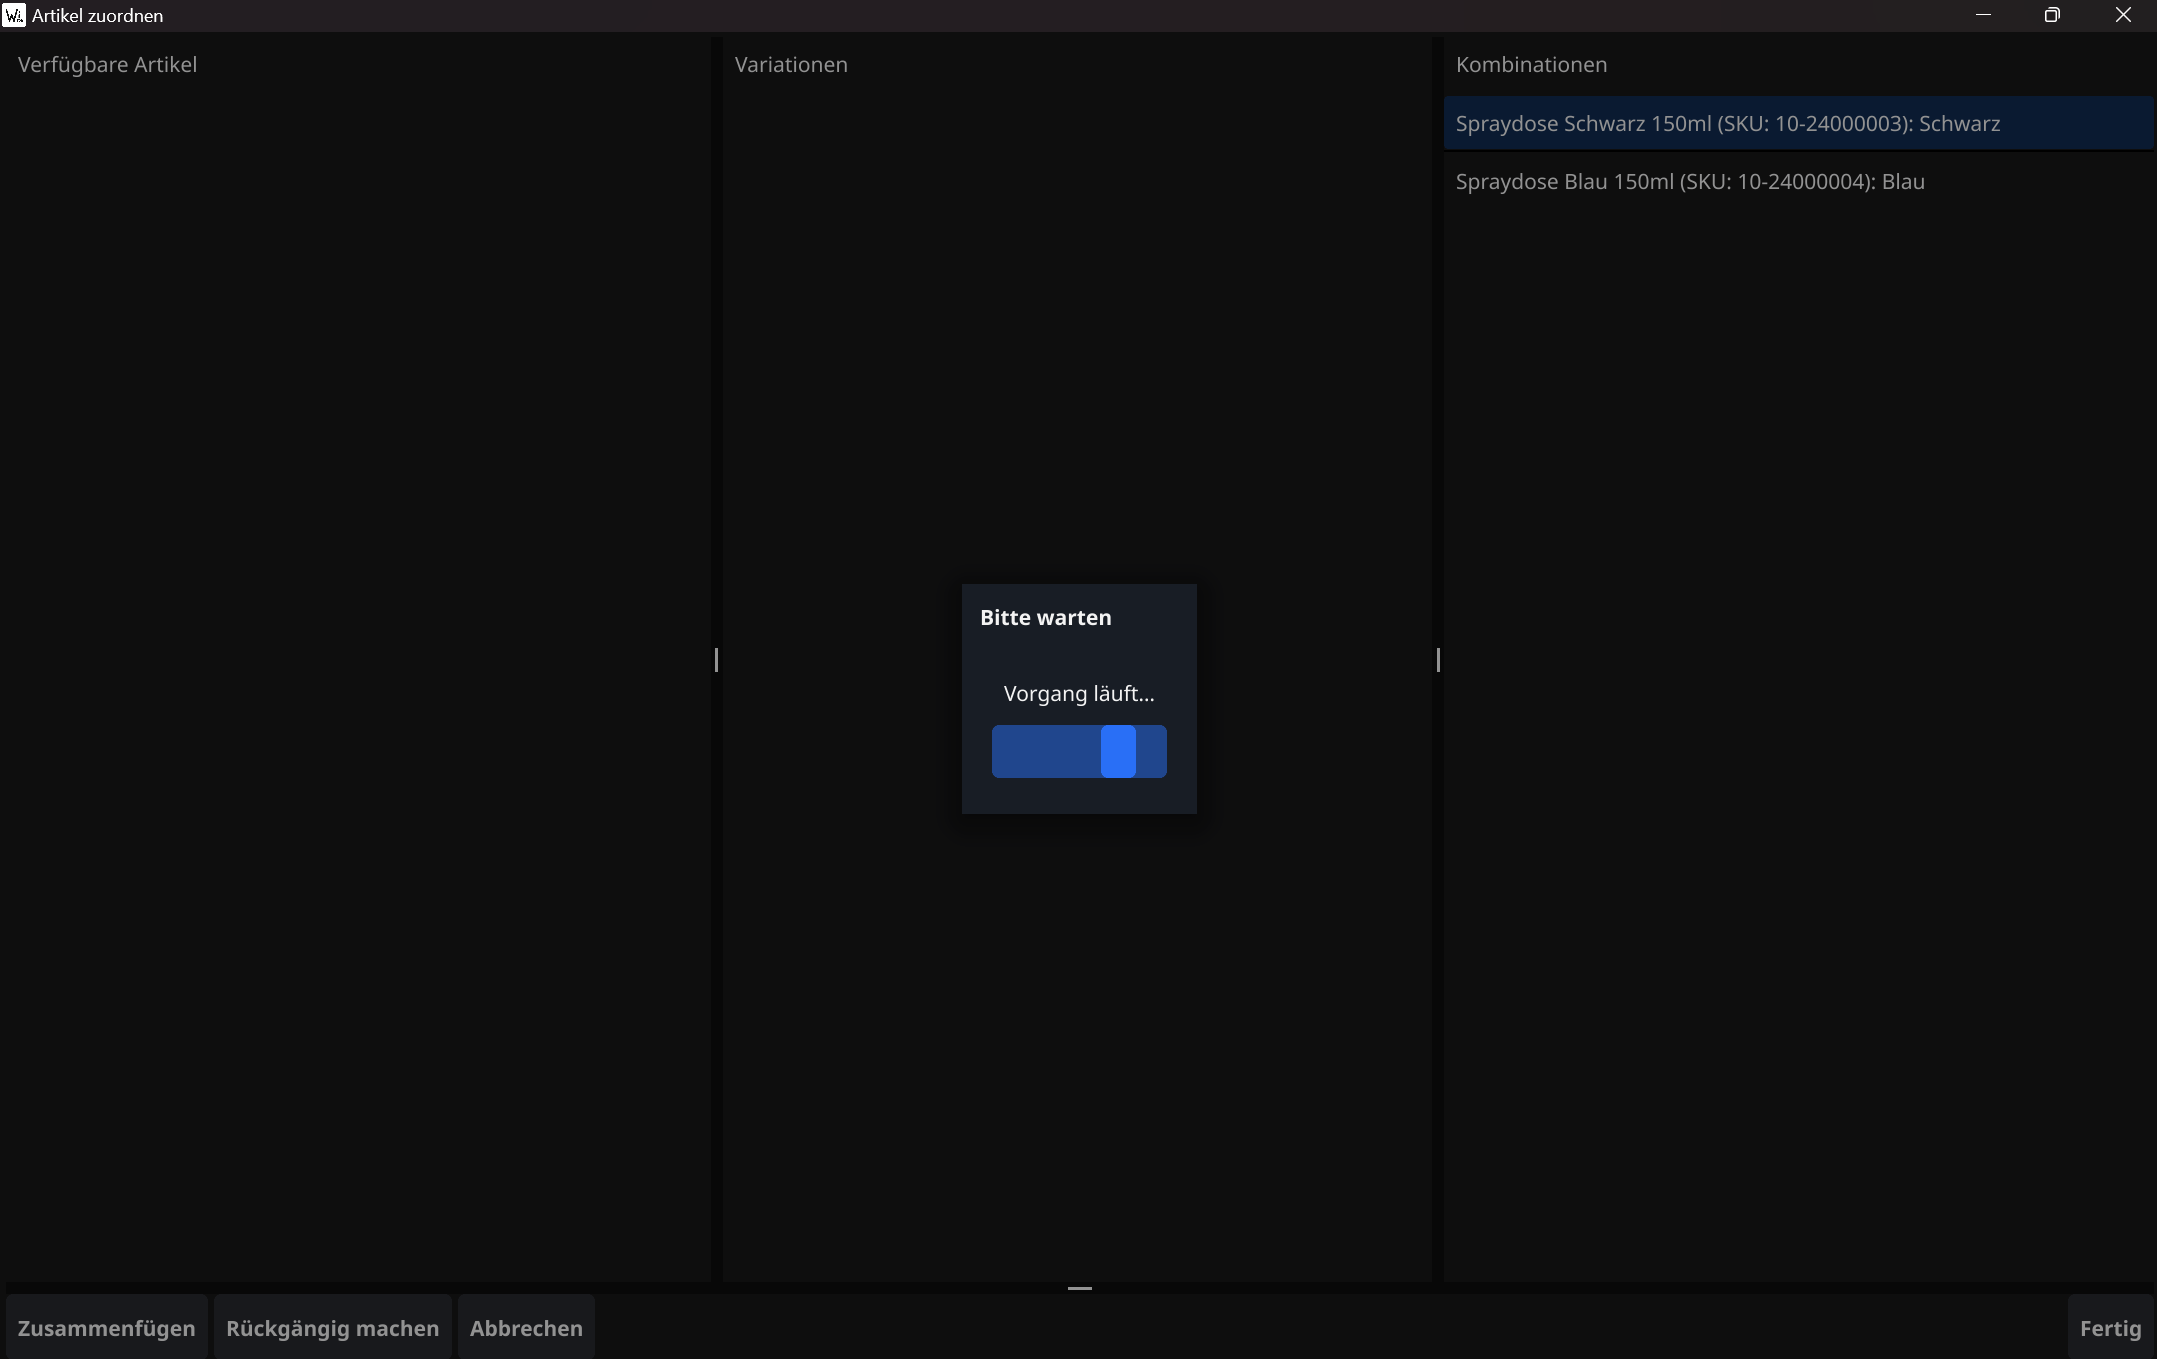 Artikel zuordnen
Verfügbare Artikel
Variationen
Kombinationen
Spraydose Schwarz 150ml (SKU: 10-24000003): Schwarz
Spraydose Blau 150ml (SKU: 10-24000004): Blau
Bitte warten
Vorgang läuft...
Zusammenfügen
Rückgängig machen
Abbrechen
Fertig